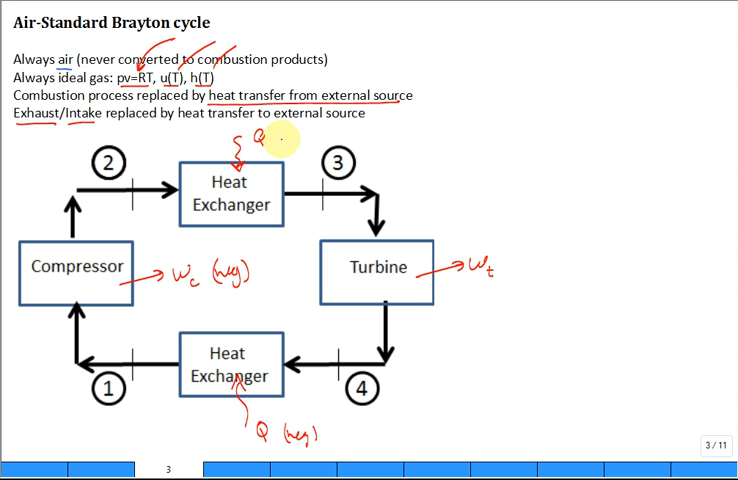 Air-Standard Brayton cycle
Always air (never converted to combustion products)
Always ideal gas: pv=RT, u(T), h(T)
Combustion process replaced by heat transfer from external source
Exhaust/Intake replaced by heat transfer to external source
Q
2
Heat
Exchanger
3
Compressor
Wc (neg)
Turbine
Wt
Heat
Exchanger
1
4
Q (neg)
3 / 11
3